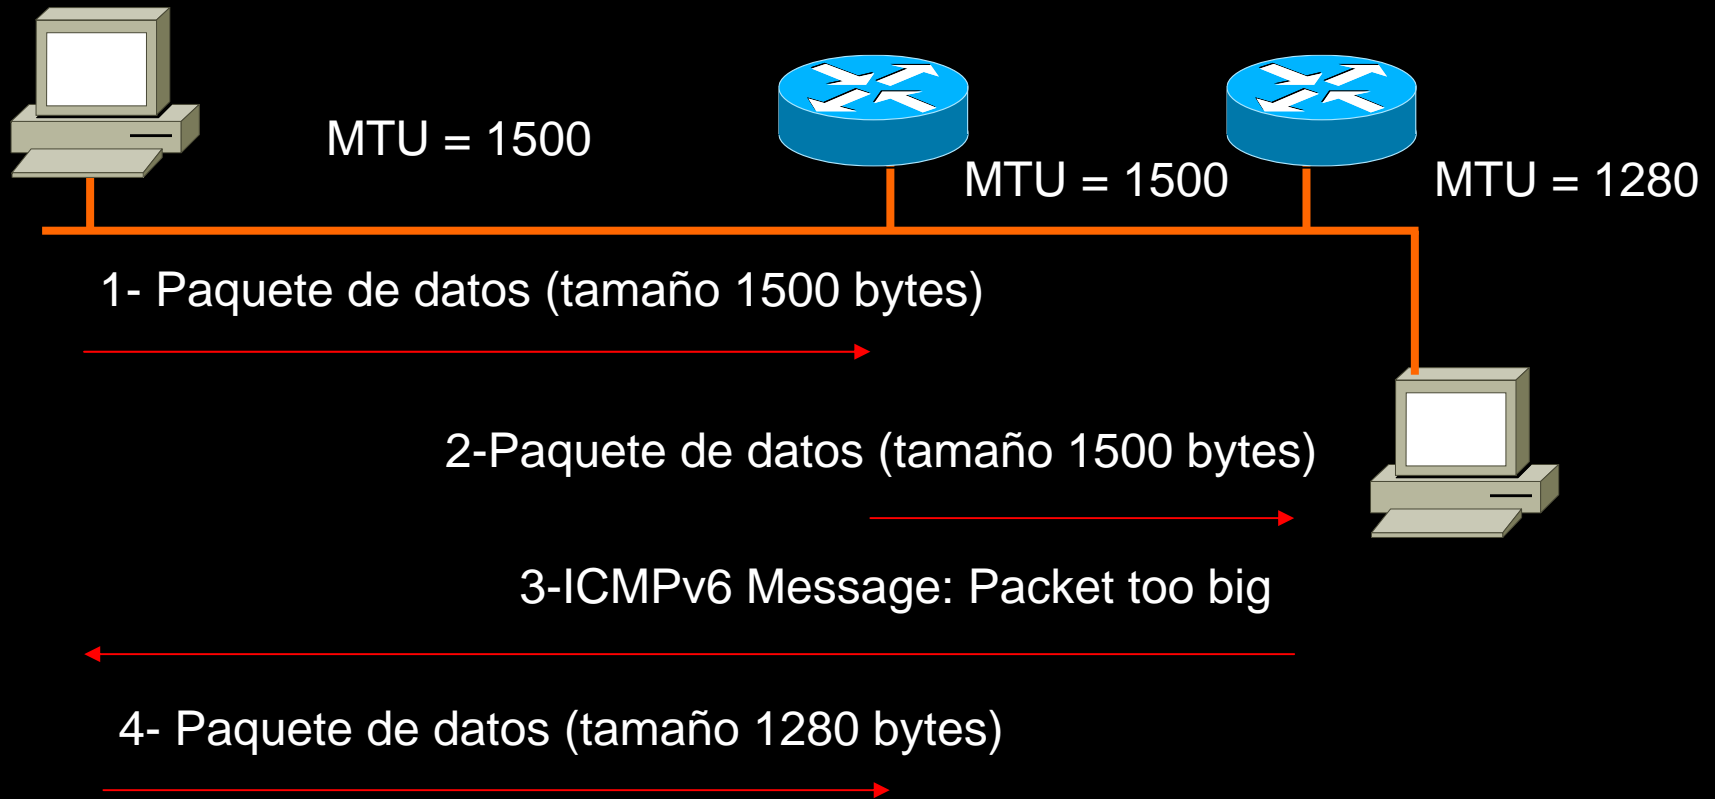 MTU = 1500
MTU = 1500
MTU = 1280
1- Paquete de datos (tamaño 1500 bytes)
2-Paquete de datos (tamaño 1500 bytes)
3-ICMPv6 Message: Packet too big
4- Paquete de datos (tamaño 1280 bytes)